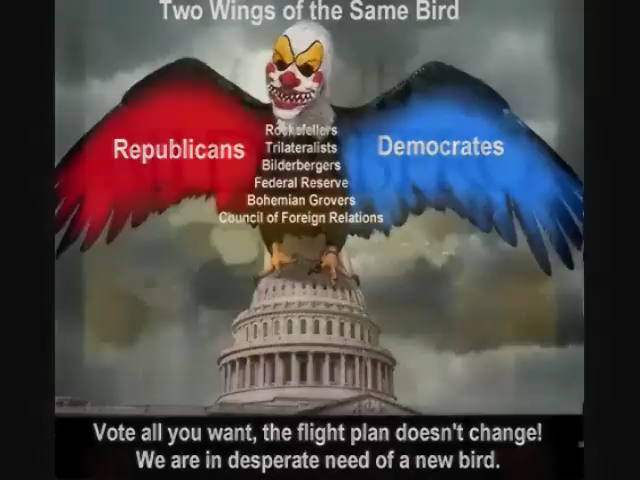 Two Wings of the Same Bird
Republicans
Rockefellers
Trilateralists
Bilderbergers
Federal Reserve
Bohemian Grovers
Council of Foreign Relations
Democrates
Vote all you want, the flight plan doesn't change!
We are in desperate need of a new bird.